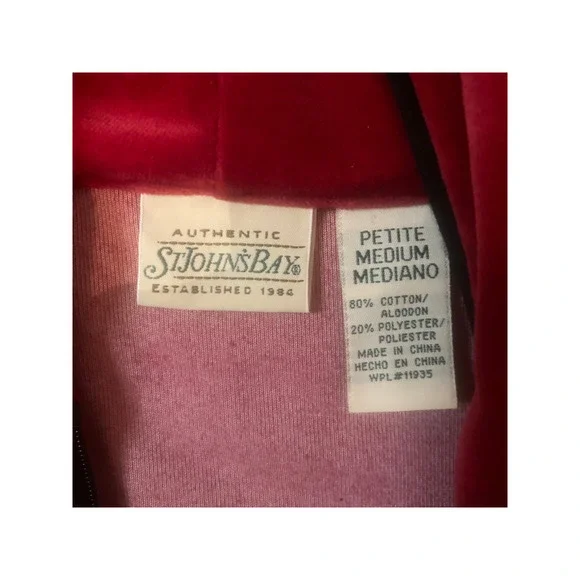 AUTHENTIC
ST.JOHN'S BAY®
ESTABLISHED 1984
PETITE
MEDIUM
MEDIANO
80% COTTON/
ALGODON
20% POLYESTER/
POLIESTER
MADE IN CHINA
HECHO EN CHINA
WPL#11935